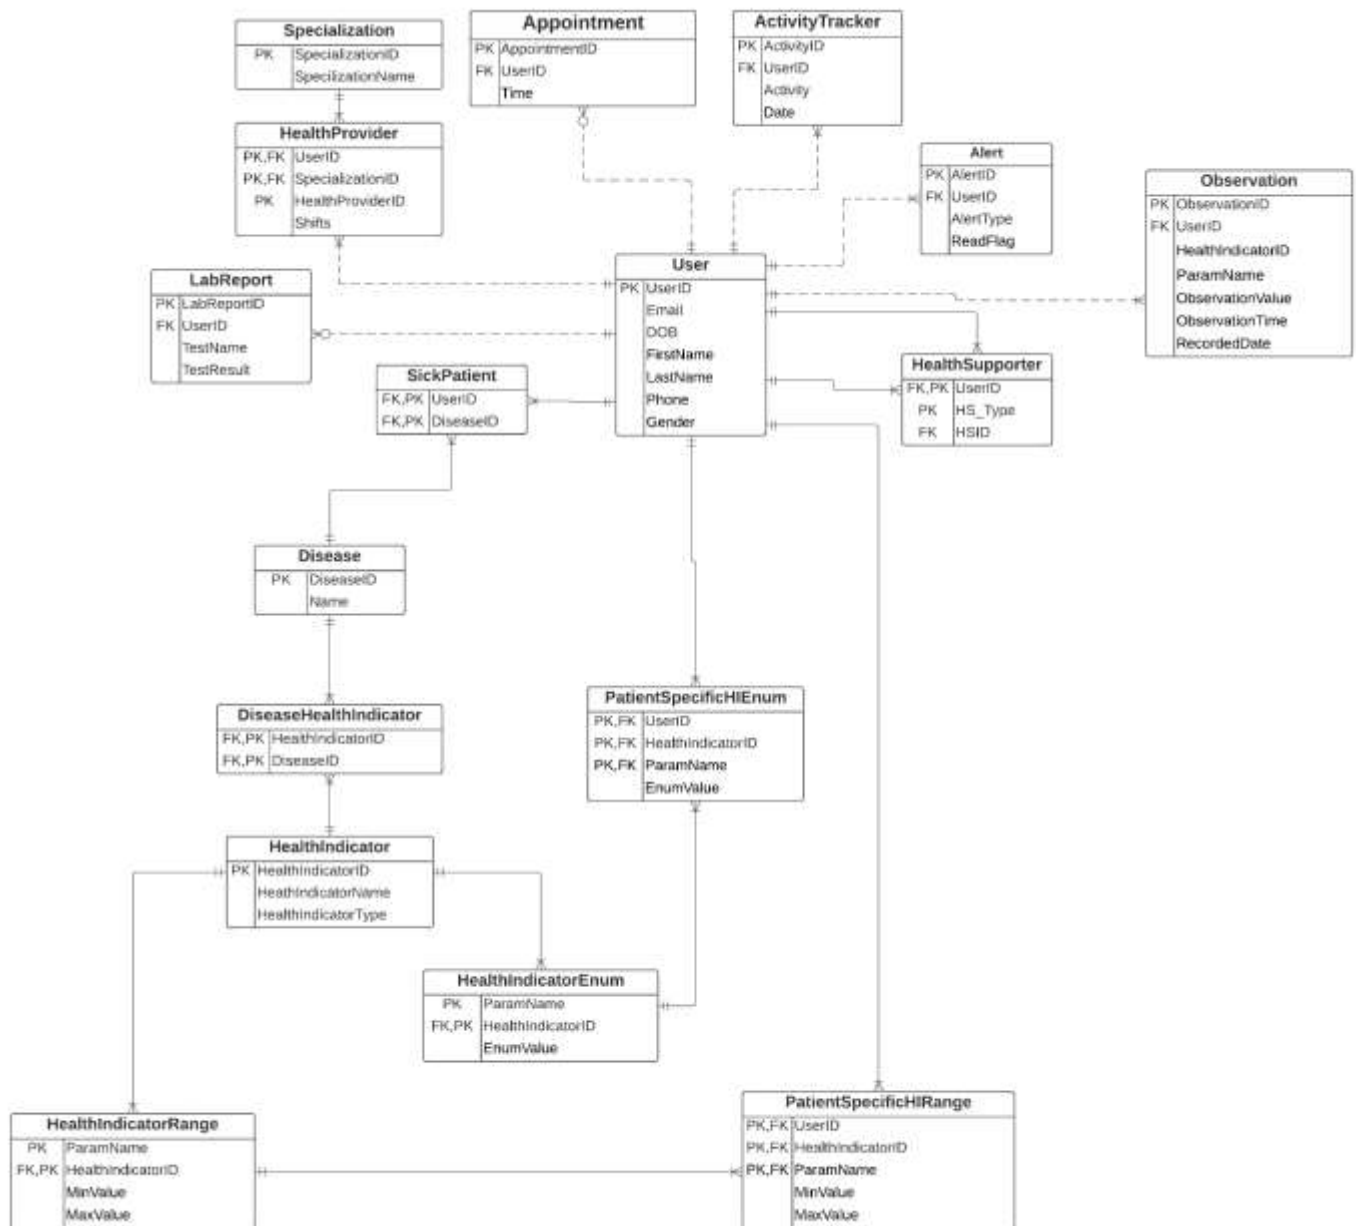 Specialization
PK SpecializationID
SpecilizationName
Appointment
PK AppointmentID
FK UserID
Time
ActivityTracker
PK ActivityID
FK UserID
Activity
Date
HealthProvider
PK,FK UserID
PK,FK SpecializationID
PK HealthProviderID
Shifts
Alert
PK AlertID
FK UserID
AlertType
ReadFlag
Observation
PK ObservationID
FK UserID
HealthIndicatorID
ParamName
ObservationValue
ObservationTime
RecordedDate
LabReport
PK LabReportID
FK UserID
TestName
TestResult
User
PK UserID
Email
DOB
FirstName
LastName
Phone
Gender
HealthSupporter
FK,PK UserID
PK HS_Type
FK HSID
SickPatient
FK,PK UserID
FK,PK DiseaseID
Disease
PK DiseaseID
Name
DiseaseHealthIndicator
FK,PK HealthIndicatorID
FK,PK DiseaseID
PatientSpecificHIEnum
PK,FK UserID
PK,FK HealthIndicatorID
PK,FK ParamName
EnumValue
HealthIndicator
PK HealthIndicatorID
HeathIndicatorName
HealthIndicatorType
HealthIndicatorEnum
PK ParamName
FK,PK HealthIndicatorID
EnumValue
HealthIndicatorRange
PK ParamName
FK,PK HealthIndicatorID
MinValue
MaxValue
PatientSpecificHIRange
PK,FK UserID
PK,FK HealthIndicatorID
PK,FK ParamName
MinValue
MaxValue